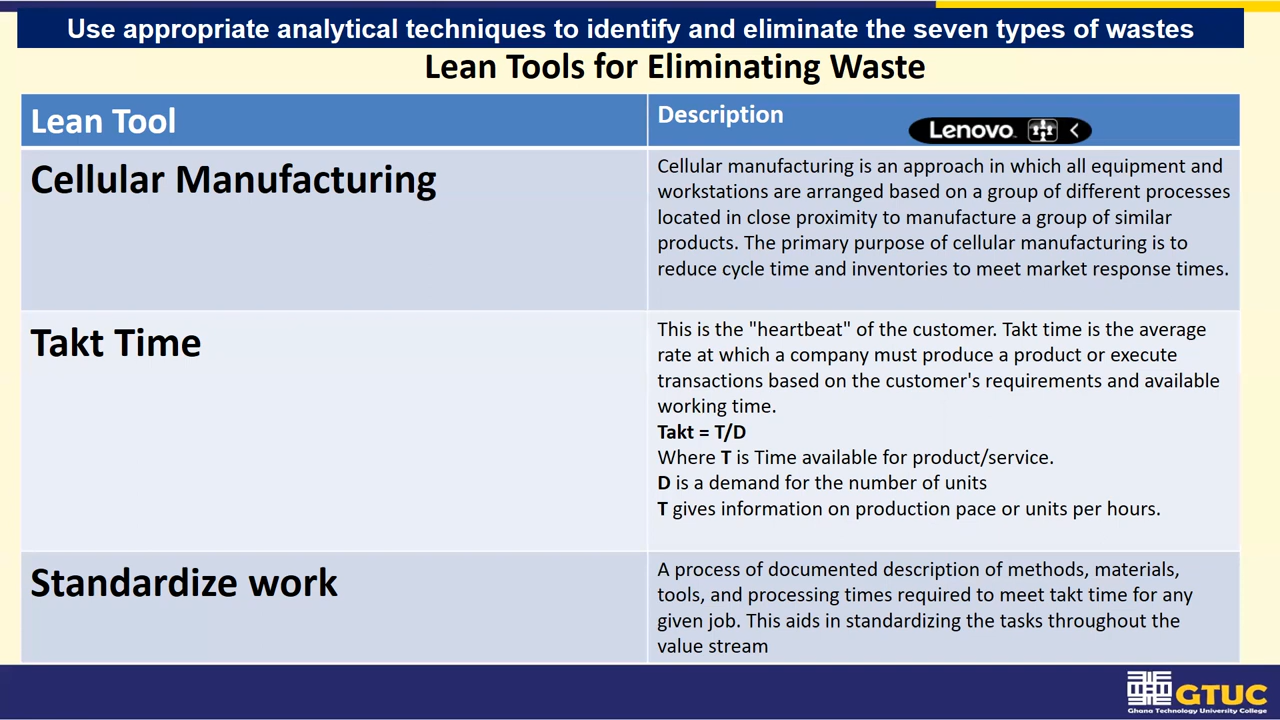 Use appropriate analytical techniques to identify and eliminate the seven types of wastes
Lean Tools for Eliminating Waste
Lean Tool
Description
Lenovo
Cellular Manufacturing
Cellular manufacturing is an approach in which all equipment and
workstations are arranged based on a group of different processes
located in close proximity to manufacture a group of similar
products. The primary purpose of cellular manufacturing is to
reduce cycle time and inventories to meet market response times.
Takt Time
This is the "heartbeat" of the customer. Takt time is the average
rate at which a company must produce a product or execute
transactions based on the customer's requirements and available
working time.
Takt = T/D
Where T is Time available for product/service.
D is a demand for the number of units
T gives information on production pace or units per hours.
Standardize work
A process of documented description of methods, materials,
tools, and processing times required to meet takt time for any
given job. This aids in standardizing the tasks throughout the
value stream
GTUC
Ghana Technology University College